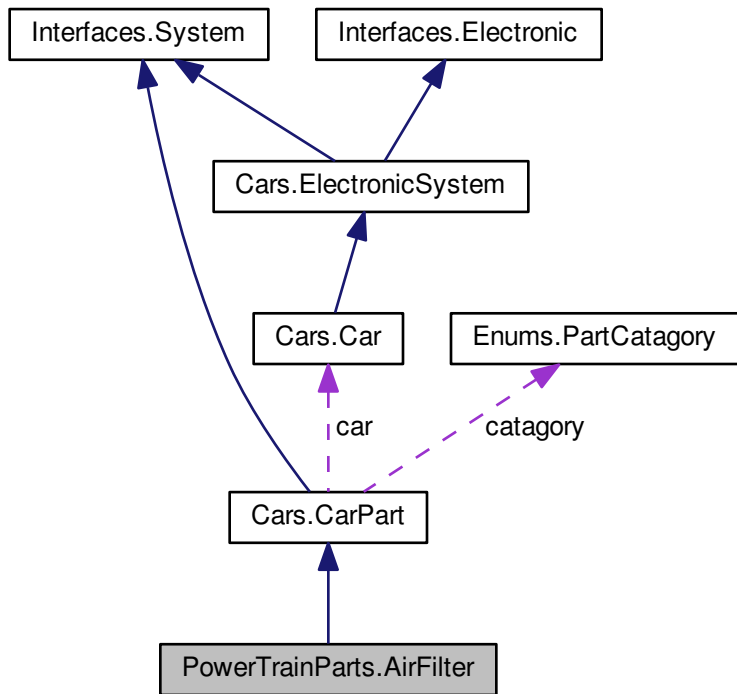 Interfaces.System
Interfaces.Electronic
Cars.ElectronicSystem
Cars.Car
Enums.PartCatagory
car
catagory
Cars.CarPart
PowerTrainParts.AirFilter